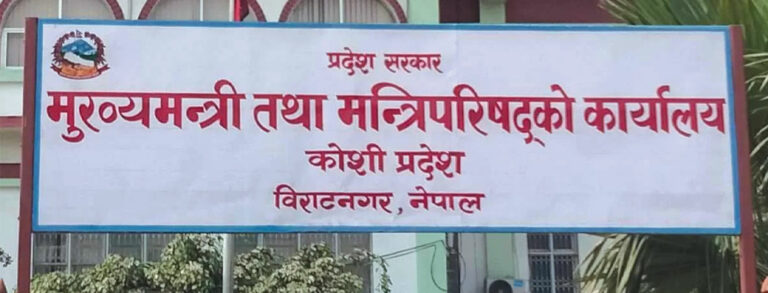 प्रदेश सरकार
मुख्यमन्त्री तथा मन्त्रिपरिषद्को कार्यालय
कोशी प्रदेश
विराटनगर, नेपाल